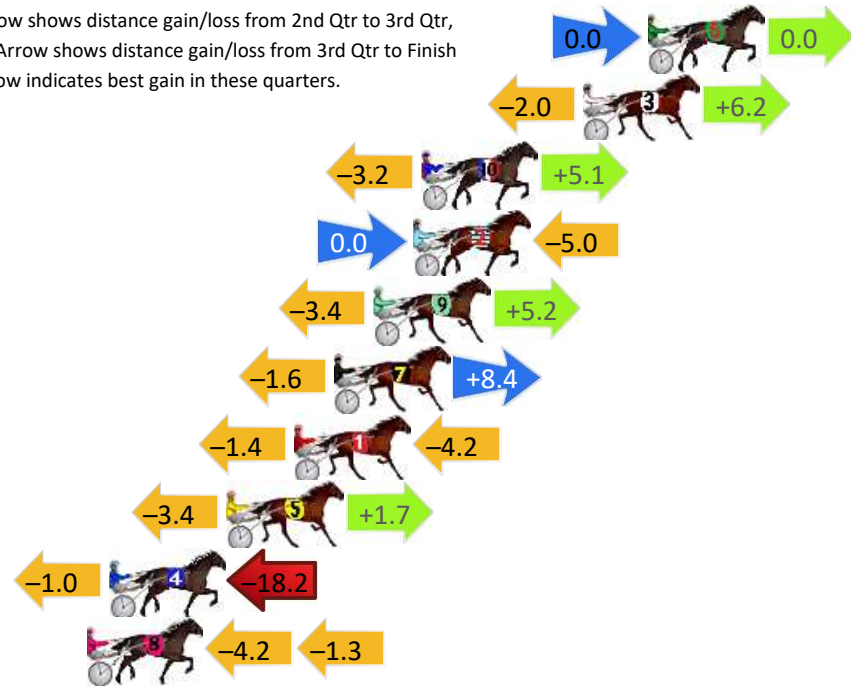 ow shows distance gain/loss from 2nd Qtr to 3rd Qtr,
Arrow shows distance gain/loss from 3rd Qtr to Finish
ow indicates best gain in these quarters.
0.0 6 0.0
–2.0 3 +6.2
–3.2 10 +5.1
0.0 2 –5.0
–3.4 9 +5.2
–1.6 7 +8.4
–1.4 1 –4.2
–3.4 5 +1.7
–1.0 4 –18.2
8 –4.2 –1.3